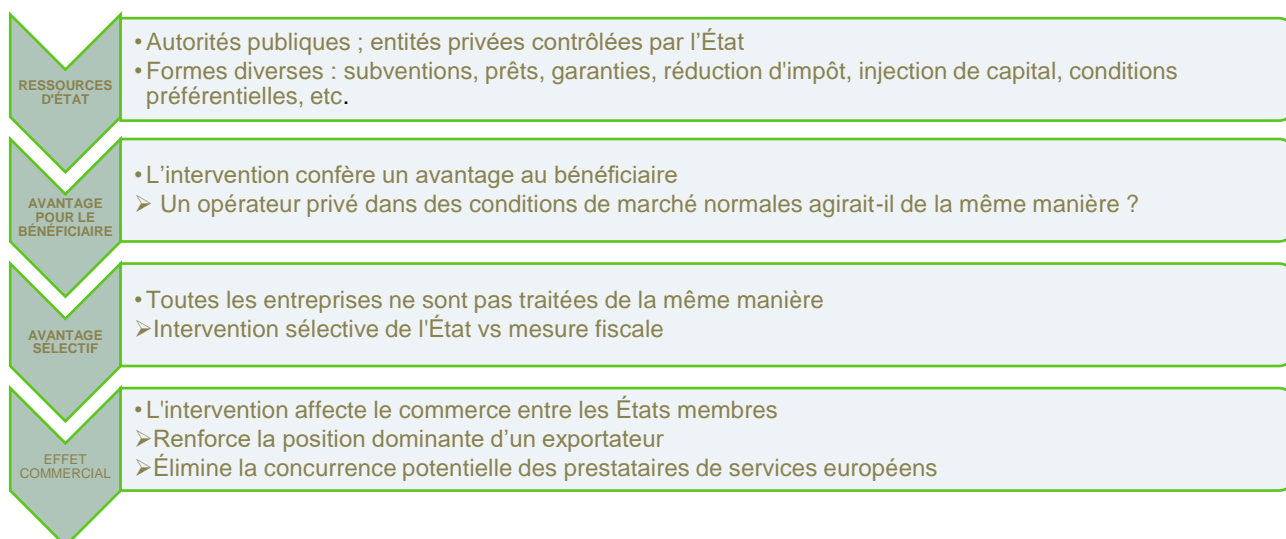 RESSOURCES
D'ÉTAT
•Autorités publiques ; entités privées contrôlées par l’État
•Formes diverses : subventions, prêts, garanties, réduction d'impôt, injection de capital, conditions
préférentielles, etc.
AVANTAGE
POUR LE
BÉNÉFICIAIRE
•L’intervention confère un avantage au bénéficiaire
➢ Un opérateur privé dans des conditions de marché normales agirait-il de la même manière ?
AVANTAGE
SÉLECTIF
•Toutes les entreprises ne sont pas traitées de la même manière
➢Intervention sélective de l'État vs mesure fiscale
EFFET
COMMERCIAL
•L'intervention affecte le commerce entre les États membres
➢Renforce la position dominante d’un exportateur
➢Élimine la concurrence potentielle des prestataires de services européens